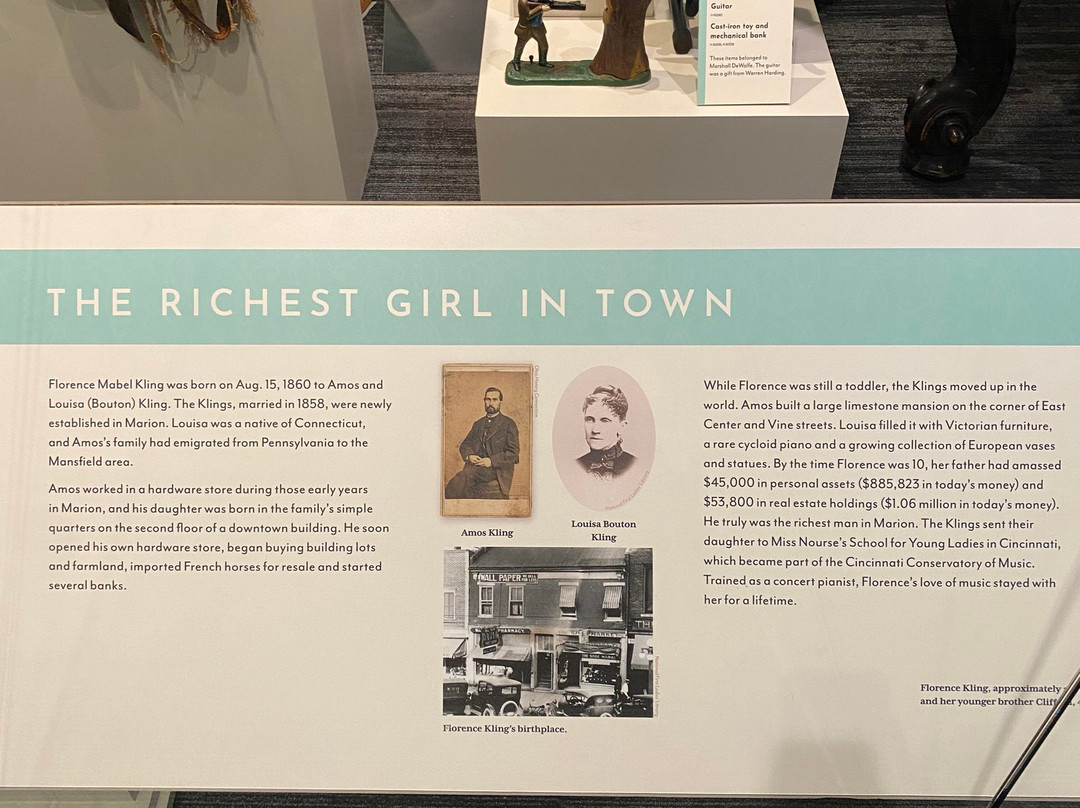 Guitar
Cast-iron toy and
mechanical bank
These items belonged to
Marshall DeWolfe. The guitar
was a gift from Warren Harding.
THE RICHEST GIRL IN TOWN
Florence Mabel Kling was born on Aug. 15, 1860 to Amos and
Louisa (Bouton) Kling. The Klings, married in 1858, were newly
established in Marion. Louisa was a native of Connecticut,
and Amos's family had emigrated from Pennsylvania to the
Mansfield area.
Amos worked in a hardware store during those early years
in Marion, and his daughter was born in the family's simple
quarters on the second floor of a downtown building. He soon
opened his own hardware store, began buying building lots
and farmland, imported French horses for resale and started
several banks.
Amos Kling
Louisa Bouton
Kling
WALL PAPER
PHARMACY
Florence Kling's birthplace.
While Florence was still a toddler, the Klings moved up in the
world. Amos built a large limestone mansion on the corner of East
Center and Vine streets. Louisa filled it with Victorian furniture,
a rare cycloid piano and a growing collection of European vases
and statues. By the time Florence was 10, her father had amassed
$45,000 in personal assets ($885,823 in today's money) and
$53,800 in real estate holdings ($1.06 million in today's money).
He truly was the richest man in Marion. The Klings sent their
daughter to Miss Nourse's School for Young Ladies in Cincinnati,
which became part of the Cincinnati Conservatory of Music.
Trained as a concert pianist, Florence's love of music stayed with
her for a lifetime.
Florence Kling, approximately
and her younger brother